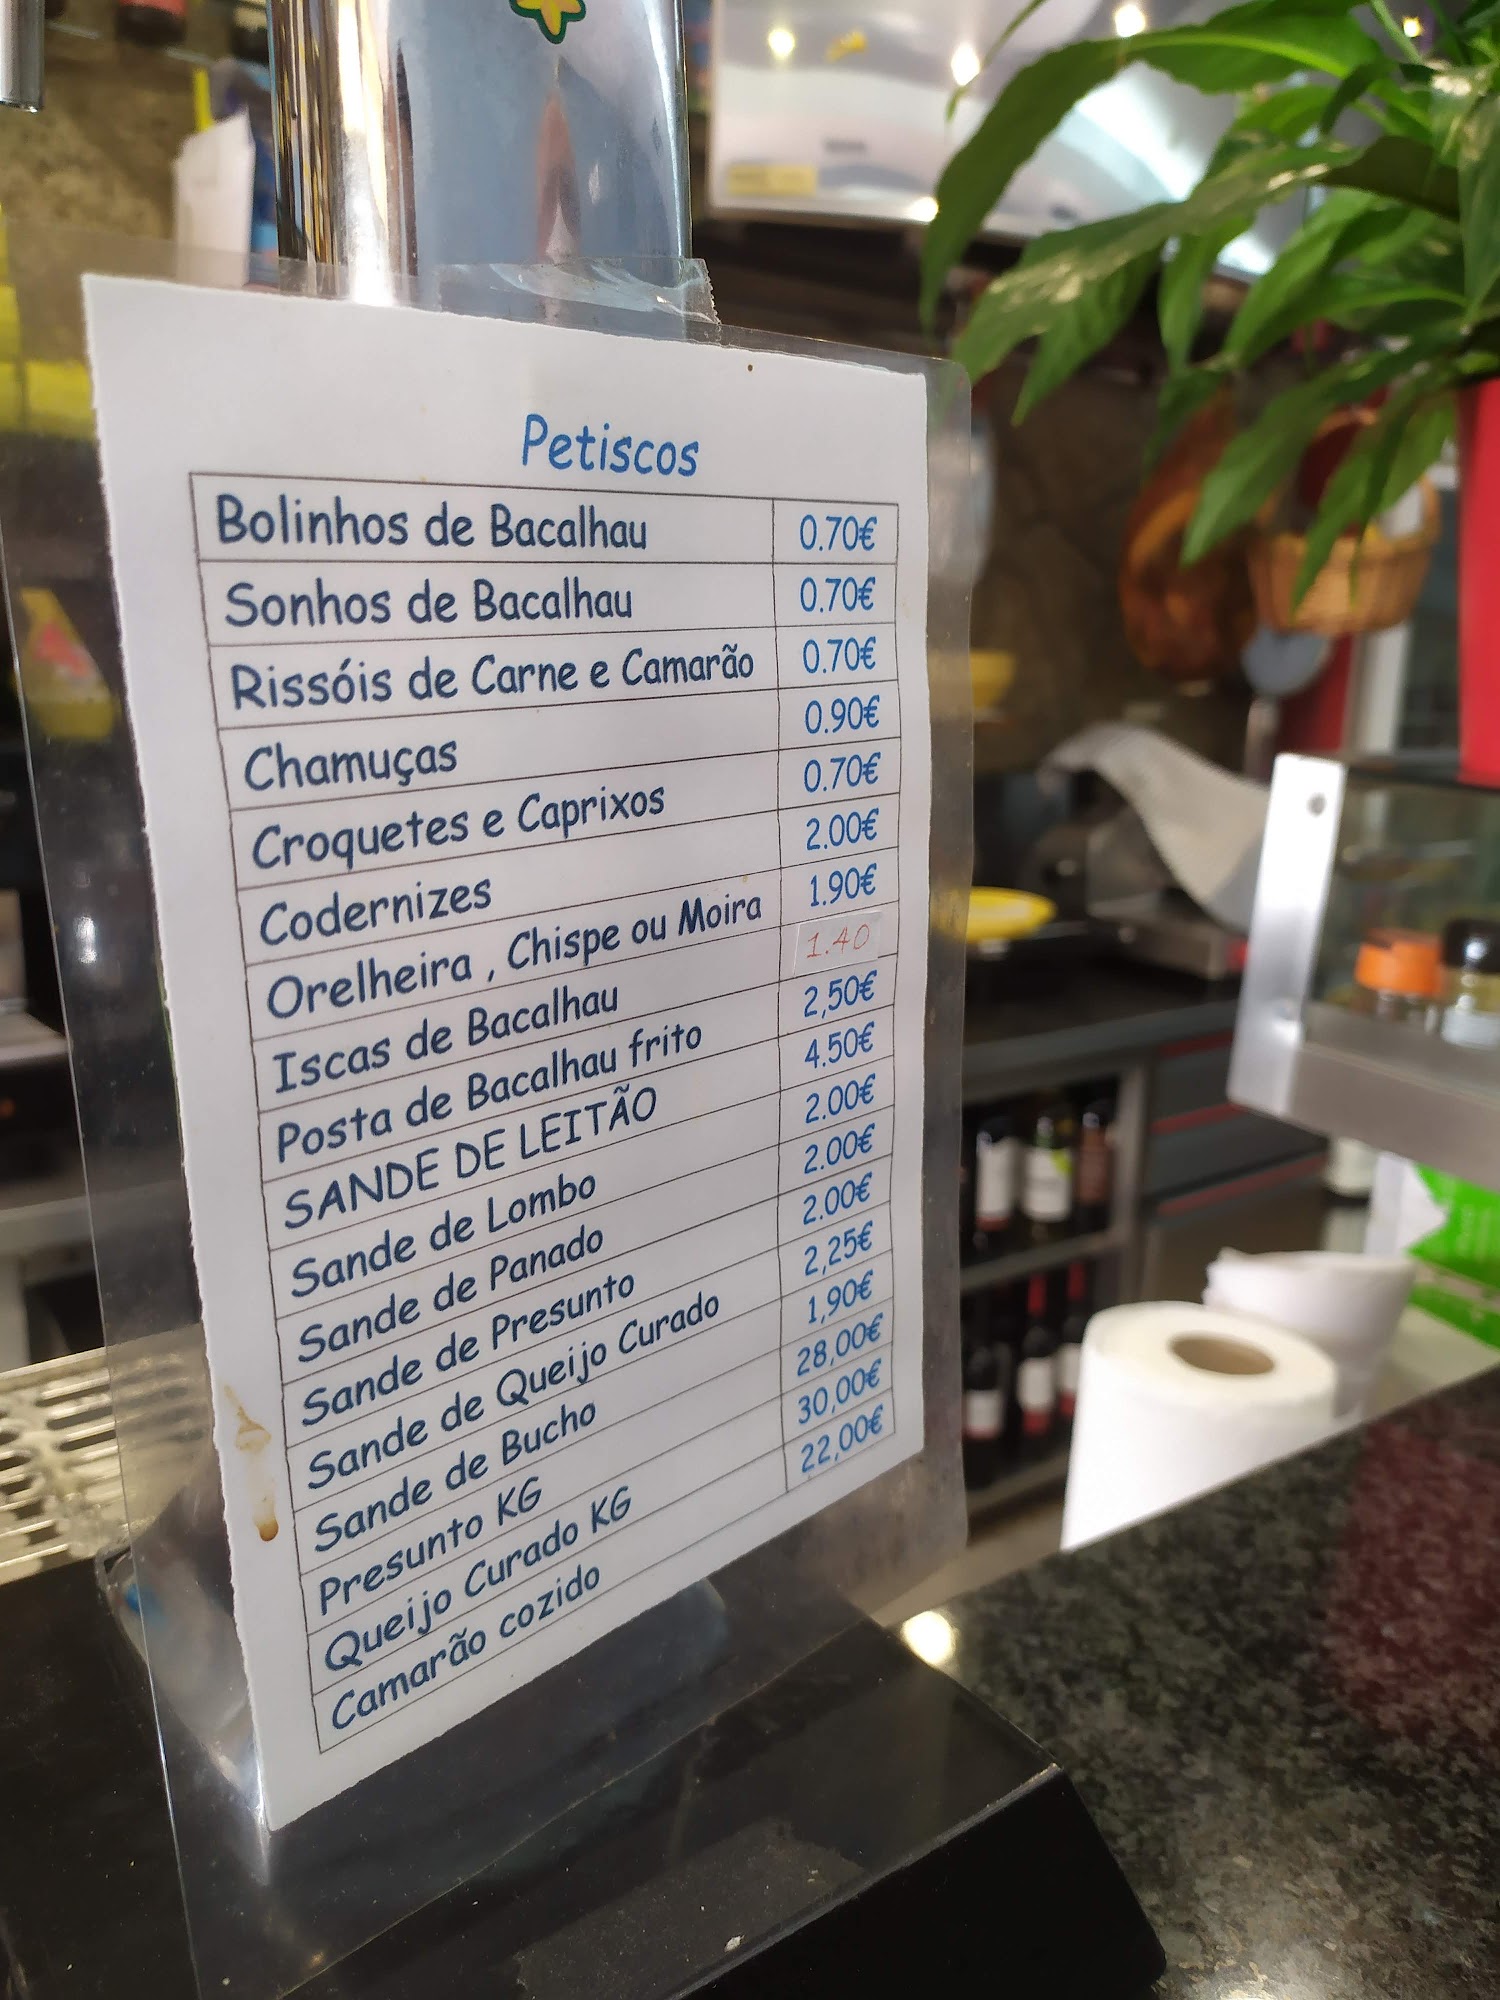 Petiscos
Bolinhos de Bacalhau 0.70€
Sonhos de Bacalhau 0.70€
Rissóis de Carne e Camarão 0.70€
Chamuças 0.90€
Croquetes e Caprixos 0.70€
Codernizes 2.00€
Orelheira , Chispe ou Moira 1.90€
Iscas de Bacalhau 1.40
Posta de Bacalhau frito 2,50€
SANDE DE LEITÃO 4.50€
Sande de Lombo 2.00€
Sande de Panado 2.00€
Sande de Presunto 2.00€
Sande de Queijo Curado 2,25€
Sande de Bucho 1,90€
Presunto KG 28,00€
Queijo Curado KG 30,00€
Camarão cozido 22,00€